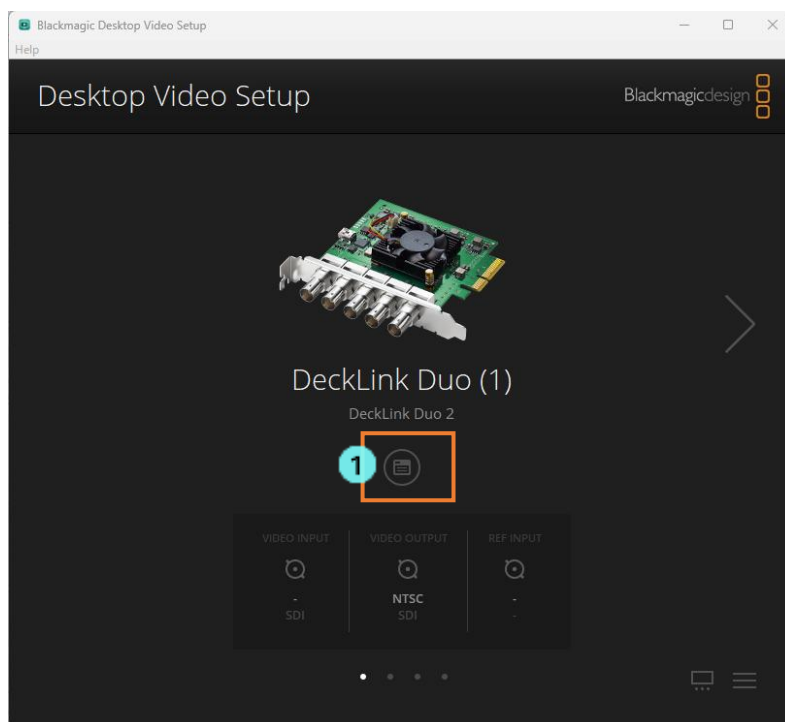 Blackmagic Desktop Video Setup
Help
Desktop Video Setup
Blackmagicdesign
DeckLink Duo (1)
DeckLink Duo 2
1
VIDEO INPUT VIDEO OUTPUT REF INPUT
- NTSC -
SDI SDI -